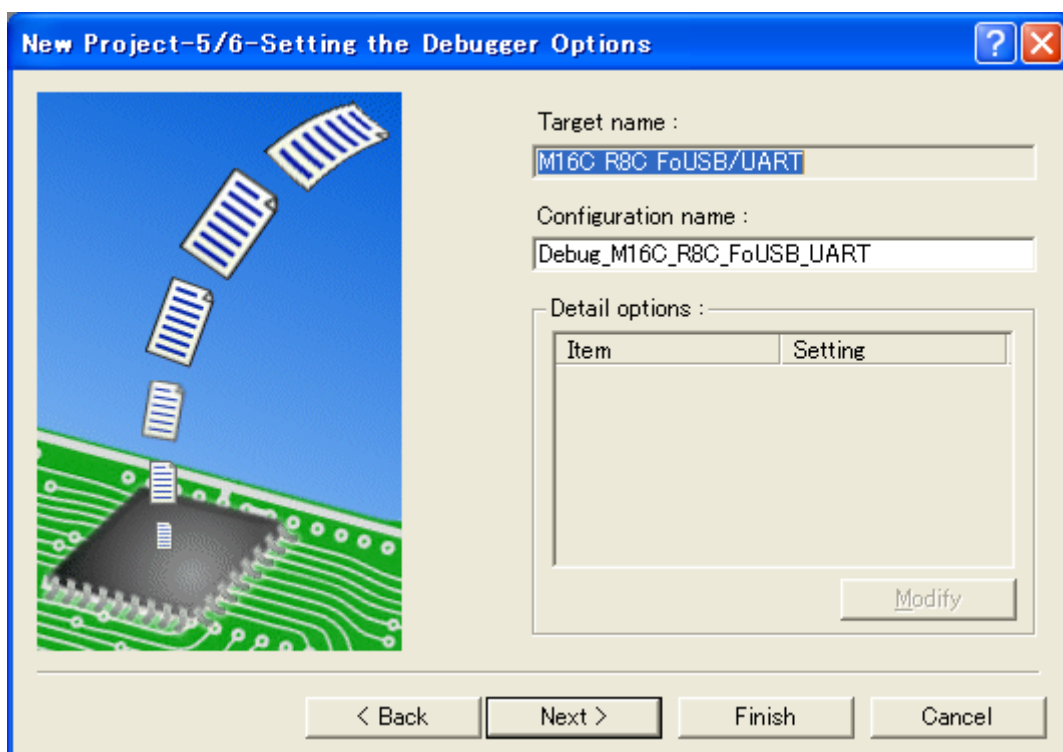 New Project-5/6-Setting the Debugger Options
Target name :
M16C R8C FoUSB/UART
Configuration name :
Debug_M16C_R8C_FoUSB_UART
Detail options :
Item Setting
Modify
< Back Next > Finish Cancel